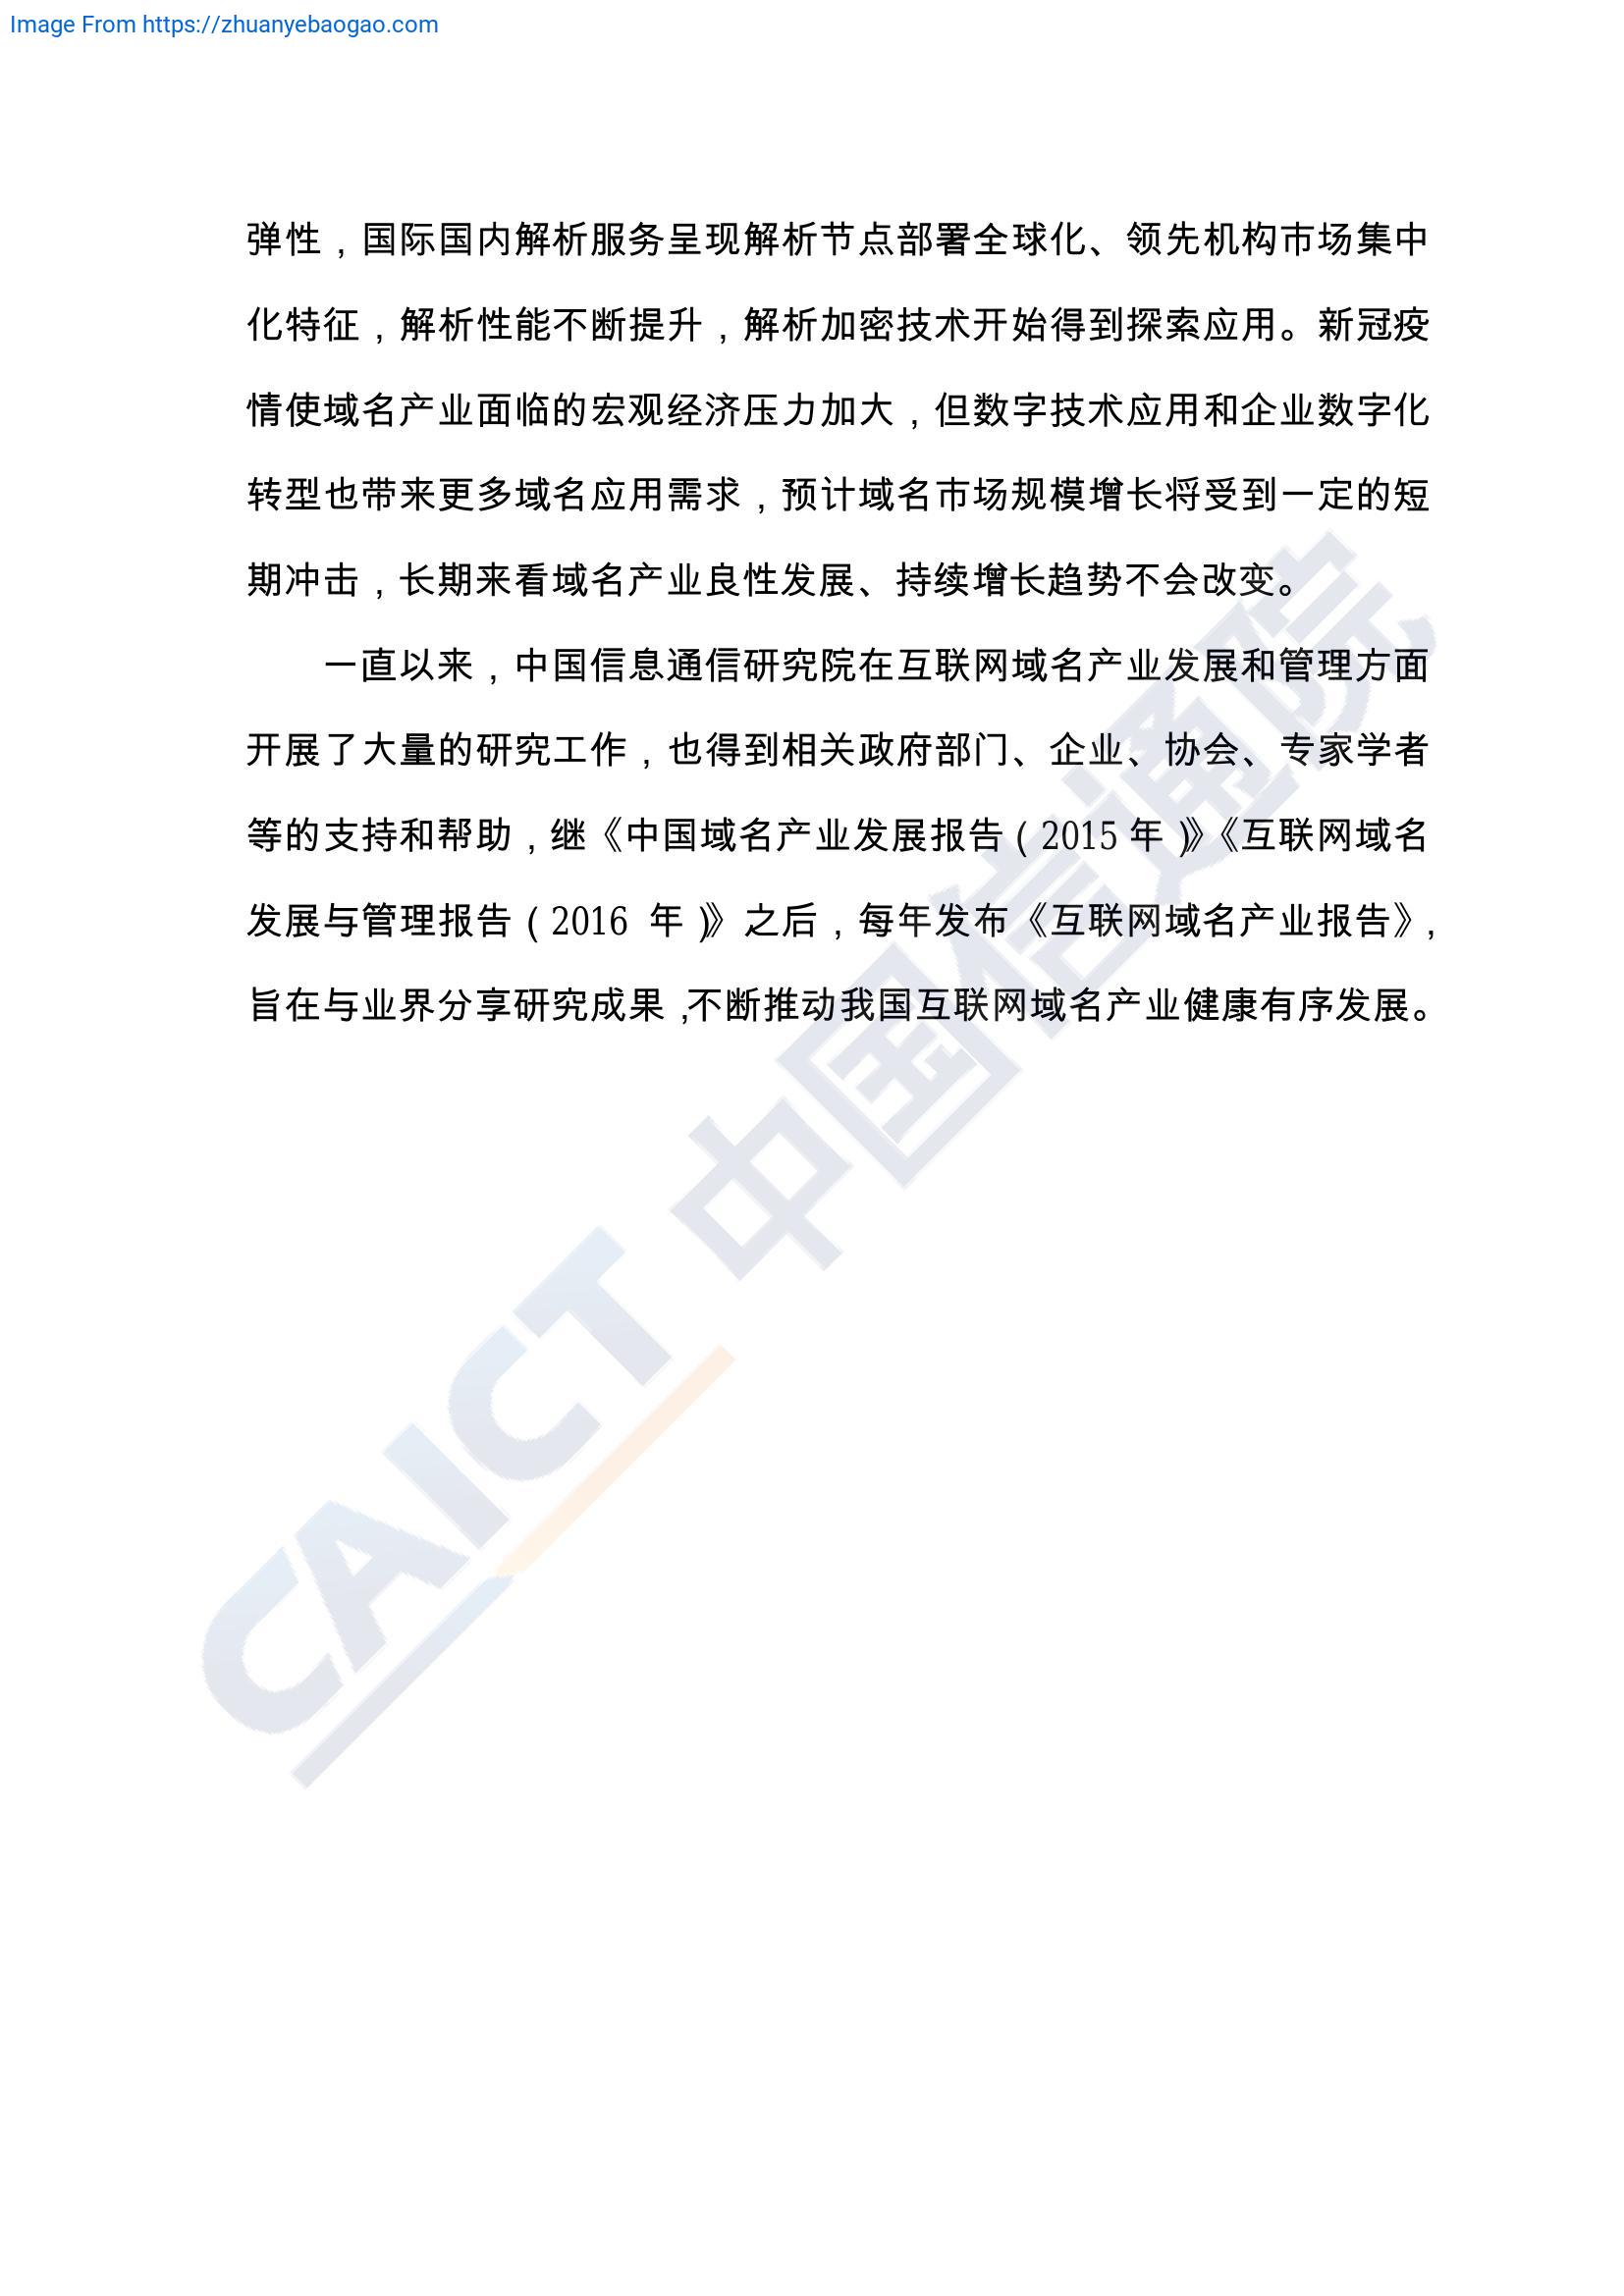 Image From https://zhuanyebaogao.com
弹性，国际国内解析服务呈现解析节点部署全球化、领先机构市场集中
化特征，解析性能不断提升，解析加密技术开始得到探索应用。新冠疫
情使域名产业面临的宏观经济压力加大，但数字技术应用和企业数字化
转型也带来更多域名应用需求，预计域名市场规模增长将受到一定的短
期冲击，长期来看域名产业良性发展、持续增长趋势不会改变。
一直以来，中国信息通信研究院在互联网域名产业发展和管理方面
开展了大量的研究工作，也得到相关政府部门、企业、协会、专家学者
等的支持和帮助，继《中国域名产业发展报告（2015 年）》《互联网域名
发展与管理报告（2016 年）》之后，每年发布《互联网域名产业报告》，
旨在与业界分享研究成果，不断推动我国互联网域名产业健康有序发展。
CAICT 中国信通院